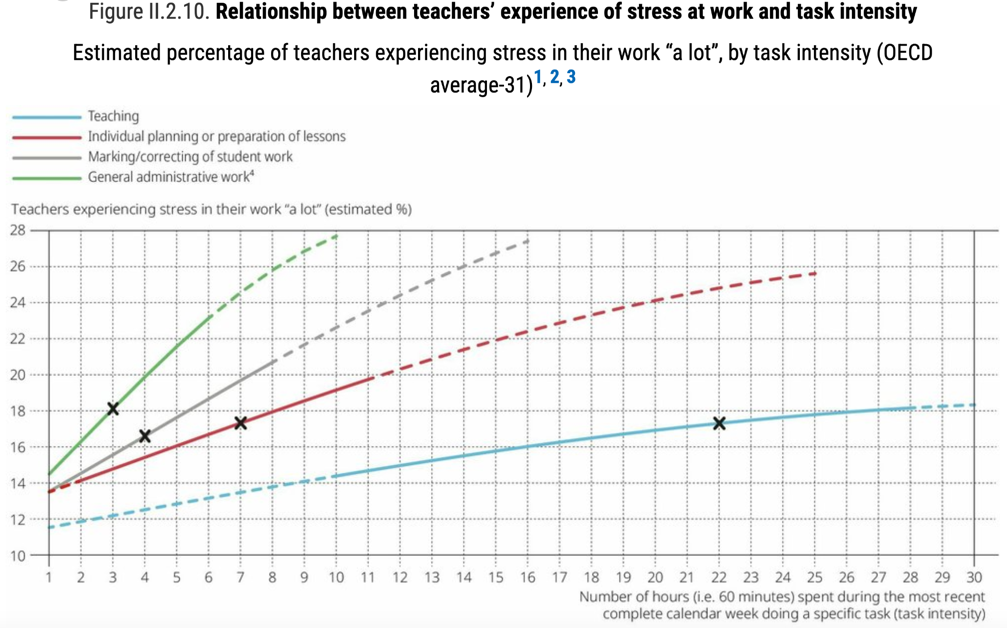 Figure II.2.10. Relationship between teachers’ experience of stress at work and task intensity
Estimated percentage of teachers experiencing stress in their work “a lot”, by task intensity (OECD
average-31)1, 2, 3
Teaching
Individual planning or preparation of lessons
Marking/correcting of student work
General administrative work4
Teachers experiencing stress in their work “a lot” (estimated %)
28
26
24
22
20
18
16
14
12
10
1 2 3 4 5 6 7 8 9 10 11 12 13 14 15 16 17 18 19 20 21 22 23 24 25 26 27 28 29 30
Number of hours (i.e. 60 minutes) spent during the most recent
complete calendar week doing a specific task (task intensity)